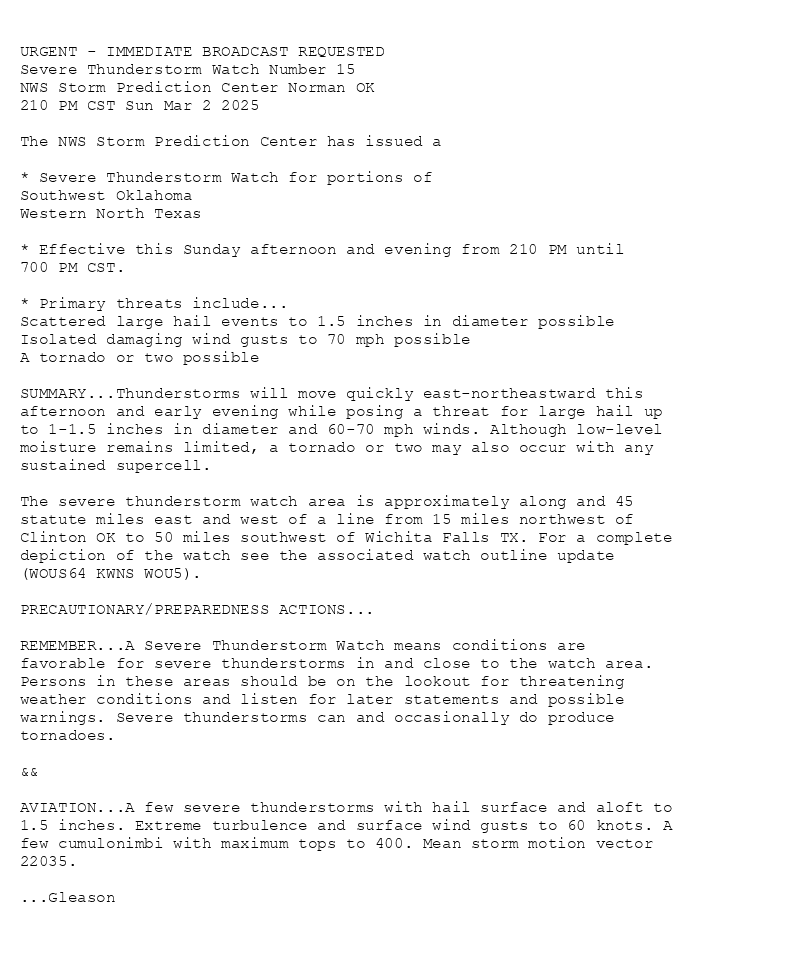 URGENT - IMMEDIATE BROADCAST REQUESTED
Severe Thunderstorm Watch Number 15
NWS Storm Prediction Center Norman OK
210 PM CST Sun Mar 2 2025

The NWS Storm Prediction Center has issued a

* Severe Thunderstorm Watch for portions of
Southwest Oklahoma
Western North Texas

* Effective this Sunday afternoon and evening from 210 PM until
700 PM CST.

* Primary threats include...
Scattered large hail events to 1.5 inches in diameter possible
Isolated damaging wind gusts to 70 mph possible
A tornado or two possible

SUMMARY...Thunderstorms will move quickly east-northeastward this
afternoon and early evening while posing a threat for large hail up
to 1-1.5 inches in diameter and 60-70 mph winds. Although low-level
moisture remains limited, a tornado or two may also occur with any
sustained supercell.

The severe thunderstorm watch area is approximately along and 45
statute miles east and west of a line from 15 miles northwest of
Clinton OK to 50 miles southwest of Wichita Falls TX. For a complete
depiction of the watch see the associated watch outline update
(WOUS64 KWNS WOU5).

PRECAUTIONARY/PREPAREDNESS ACTIONS...

REMEMBER...A Severe Thunderstorm Watch means conditions are
favorable for severe thunderstorms in and close to the watch area.
Persons in these areas should be on the lookout for threatening
weather conditions and listen for later statements and possible
warnings. Severe thunderstorms can and occasionally do produce
tornadoes.

&&

AVIATION...A few severe thunderstorms with hail surface and aloft to
1.5 inches. Extreme turbulence and surface wind gusts to 60 knots. A
few cumulonimbi with maximum tops to 400. Mean storm motion vector
22035.

...Gleason